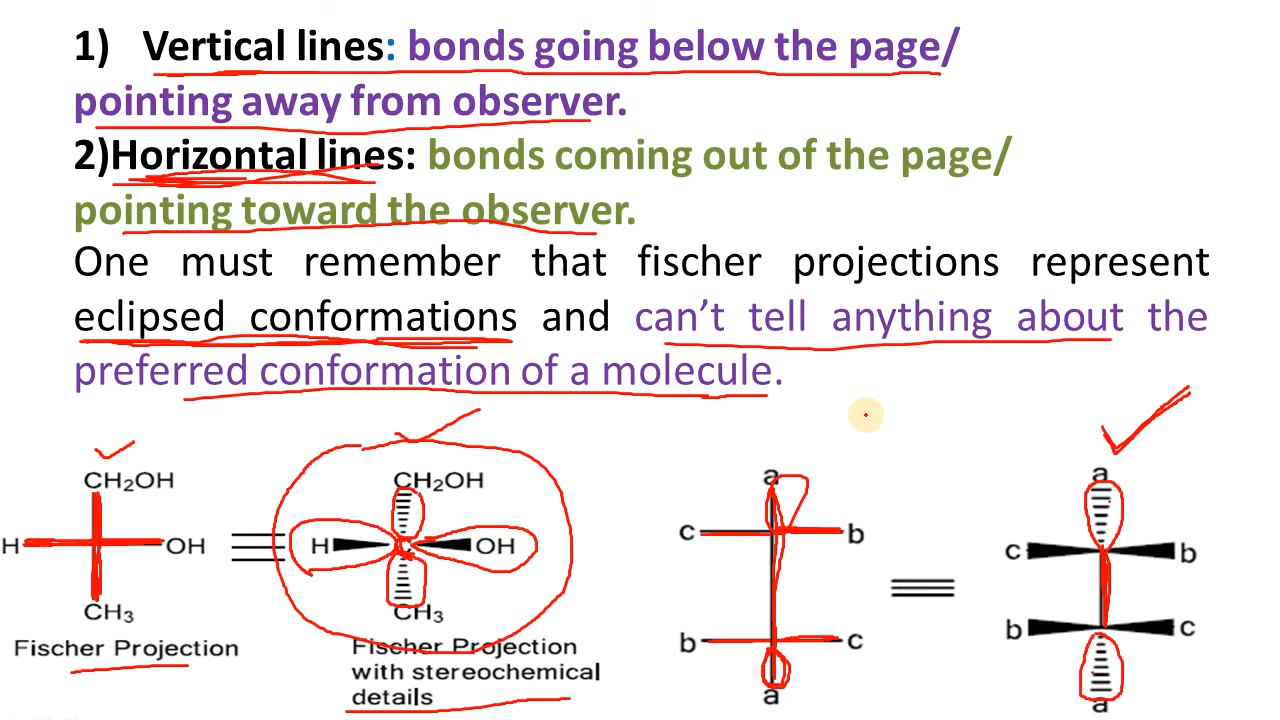 1) Vertical lines: bonds going below the page/
pointing away from observer.
2)Horizontal lines: bonds coming out of the page/
pointing toward the observer.
One must remember that fischer projections represent
eclipsed conformations and can’t tell anything about the
preferred conformation of a molecule.
CH₂OH
H OH
CH₃
Fischer Projection
CH₂OH
H C OH
CH₃
Fischer Projection
with stereochemical
details
a
c b
b c
a
a
c b
b c
a